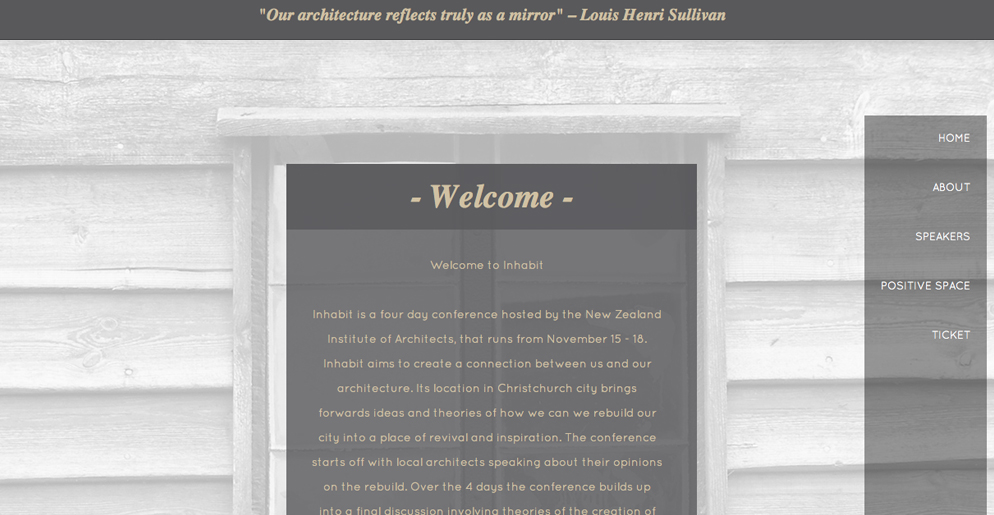 "Our architecture reflects truly as a mirror" – Louis Henri Sullivan
- Welcome -
Welcome to Inhabit
Inhabit is a four day conference hosted by the New Zealand
Institute of Architects, that runs from November 15 - 18.
Inhabit aims to create a connection between us and our
architecture. Its location in Christchurch city brings
forwards ideas and theories of how we can we rebuild our
city into a place of revival and inspiration. The conference
starts off with local architects speaking about their opinions
on the rebuild. Over the 4 days the conference builds up
into a final discussion involving theories of the creation of
HOME
ABOUT
SPEAKERS
POSITIVE SPACE
TICKET